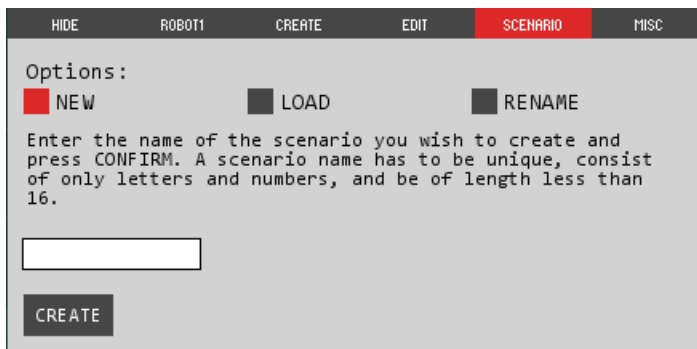 HIDE ROBOT1 CREATE EDIT SCENARIO MISC
Options:
NEW LOAD RENAME
Enter the name of the scenario you wish to create and
press CONFIRM. A scenario name has to be unique, consist
of only letters and numbers, and be of length less than
16.
CREATE